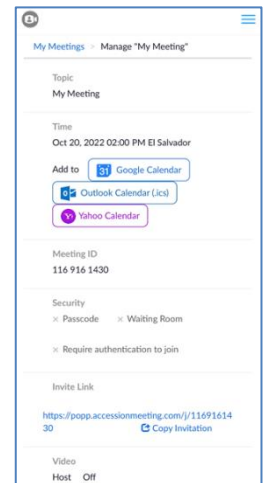 My Meetings > Manage "My Meeting"
Topic
My Meeting
Time
Oct 20, 2022 02:00 PM El Salvador
Add to
31 Google Calendar
Outlook Calendar (.ics)
Yahoo Calendar
Meeting ID
116 916 1430
Security
× Passcode × Waiting Room
× Require authentication to join
Invite Link
https://popp.accessionmeeting.com/j/11691614
30 Copy Invitation
Video
Host Off